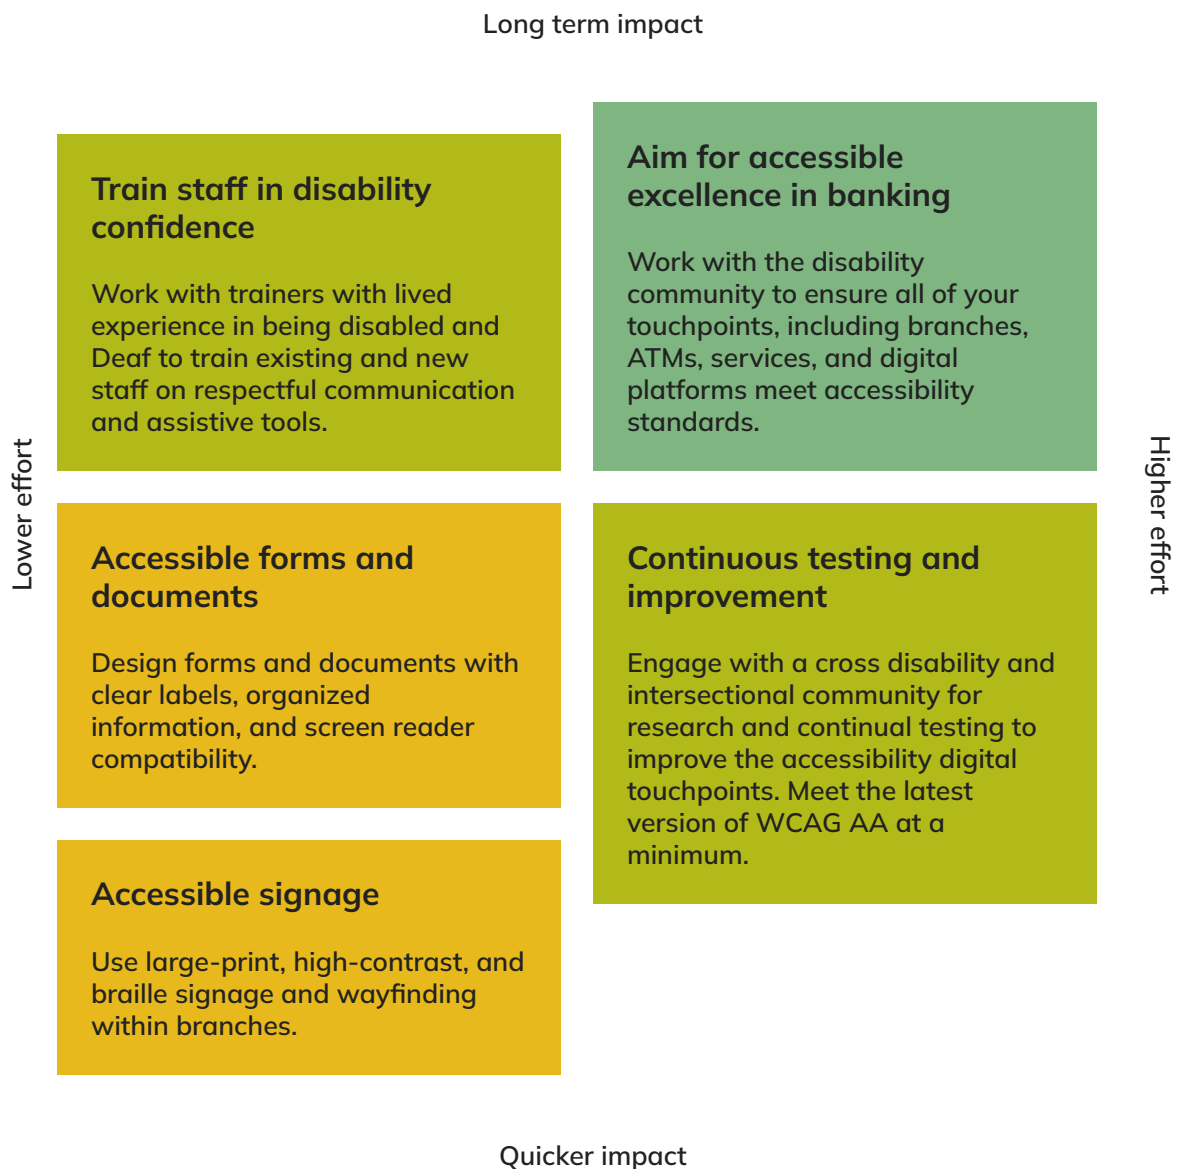 Long term impact
Train staff in disability
confidence
Work with trainers with lived
experience in being disabled and
Deaf to train existing and new
staff on respectful communication
and assistive tools.
Aim for accessible
excellence in banking
Work with the disability
community to ensure all of your
touchpoints, including branches,
ATMs, services, and digital
platforms meet accessibility
standards.
Lower effort
Higher effort
Accessible forms and
documents
Design forms and documents with
clear labels, organized
information, and screen reader
compatibility.
Continuous testing and
improvement
Engage with a cross disability and
intersectional community for
research and continual testing to
improve the accessibility digital
touchpoints. Meet the latest
version of WCAG AA at a
minimum.
Accessible signage
Use large-print, high-contrast, and
braille signage and wayfinding
within branches.
Quicker impact